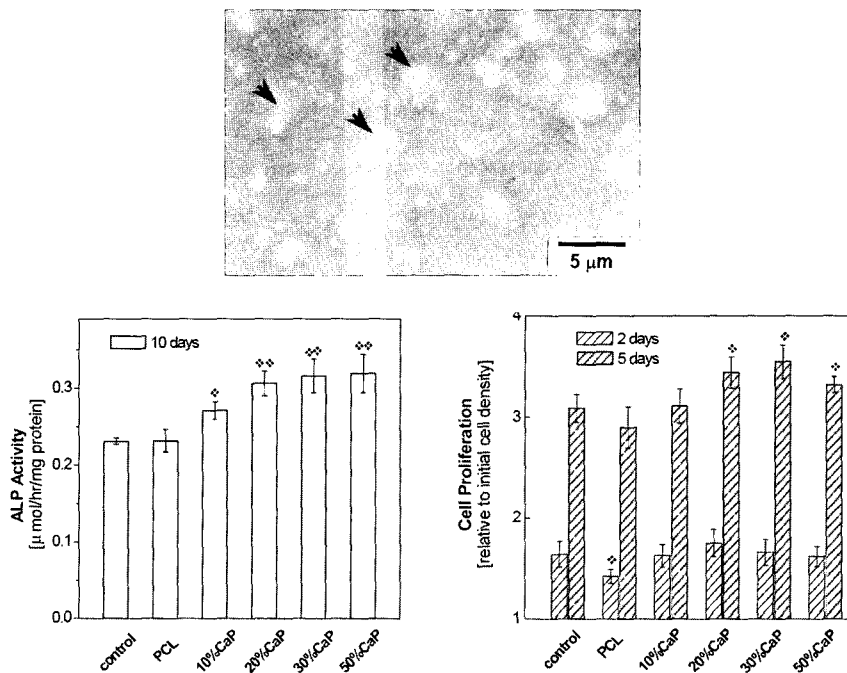 5 μm
ALP Activity
[μ mol/hr/mg protein]
0.3
0.2
0.1
0.0
10 days
❖
❖❖
❖❖
❖❖
control
PCL
10%CaP
20%CaP
30%CaP
50%CaP
Cell Proliferation
[relative to initial cell density]
4
3
2
1
2 days
5 days
❖
❖
❖
❖
control
PCL
10%CaP
20%CaP
30%CaP
50%CaP